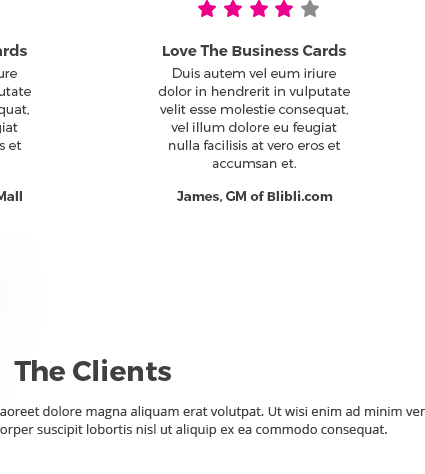 ards
Love The Business Cards
ure
Duis autem vel eum iriure
utate
dolor in hendrerit in vulputate
quat,
velit esse molestie consequat,
giat
vel illum dolore eu feugiat
s et
nulla facilisis at vero eros et
accumsan et.
Mall
James, GM of Blibli.com
The Clients
aoreet dolore magna aliquam erat volutpat. Ut wisi enim ad minim ver
orper suscipit lobortis nisl ut aliquip ex ea commodo consequat.